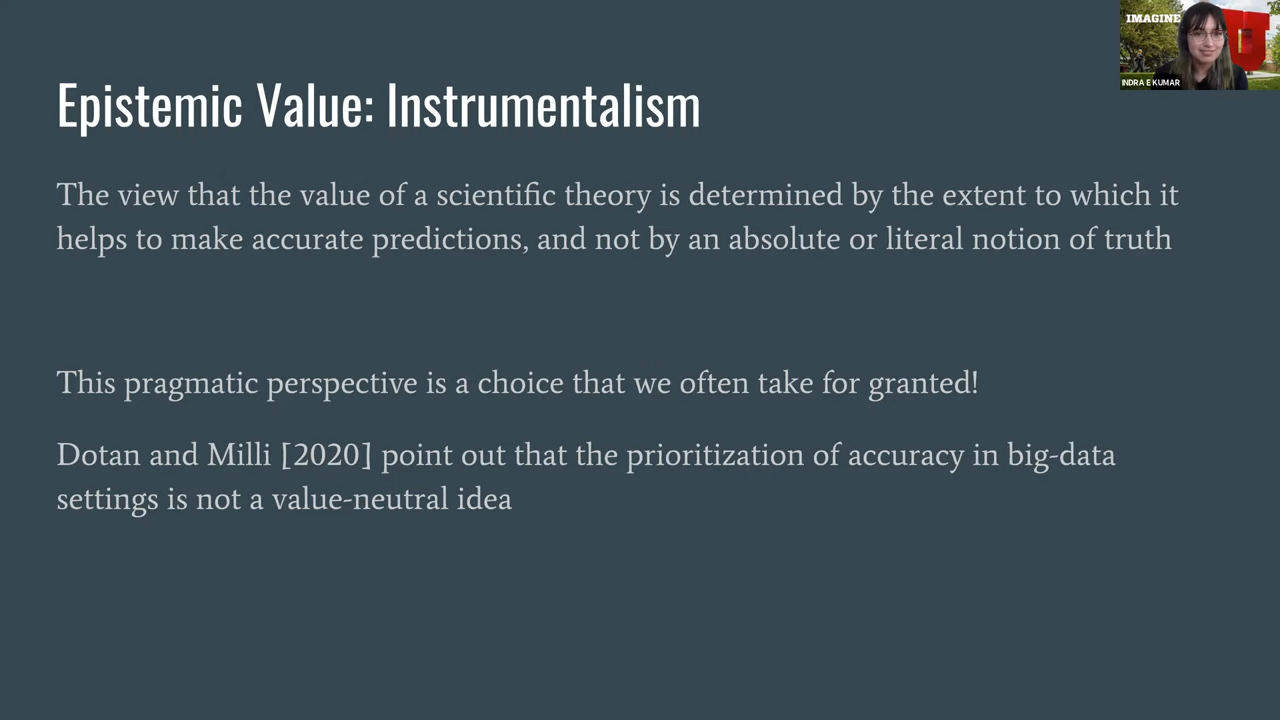 IMAGINE
INDRA E KUMAR
Epistemic Value: Instrumentalism
The view that the value of a scientific theory is determined by the extent to which it
helps to make accurate predictions, and not by an absolute or literal notion of truth
This pragmatic perspective is a choice that we often take for granted!
Dotan and Milli [2020] point out that the prioritization of accuracy in big-data
settings is not a value-neutral idea